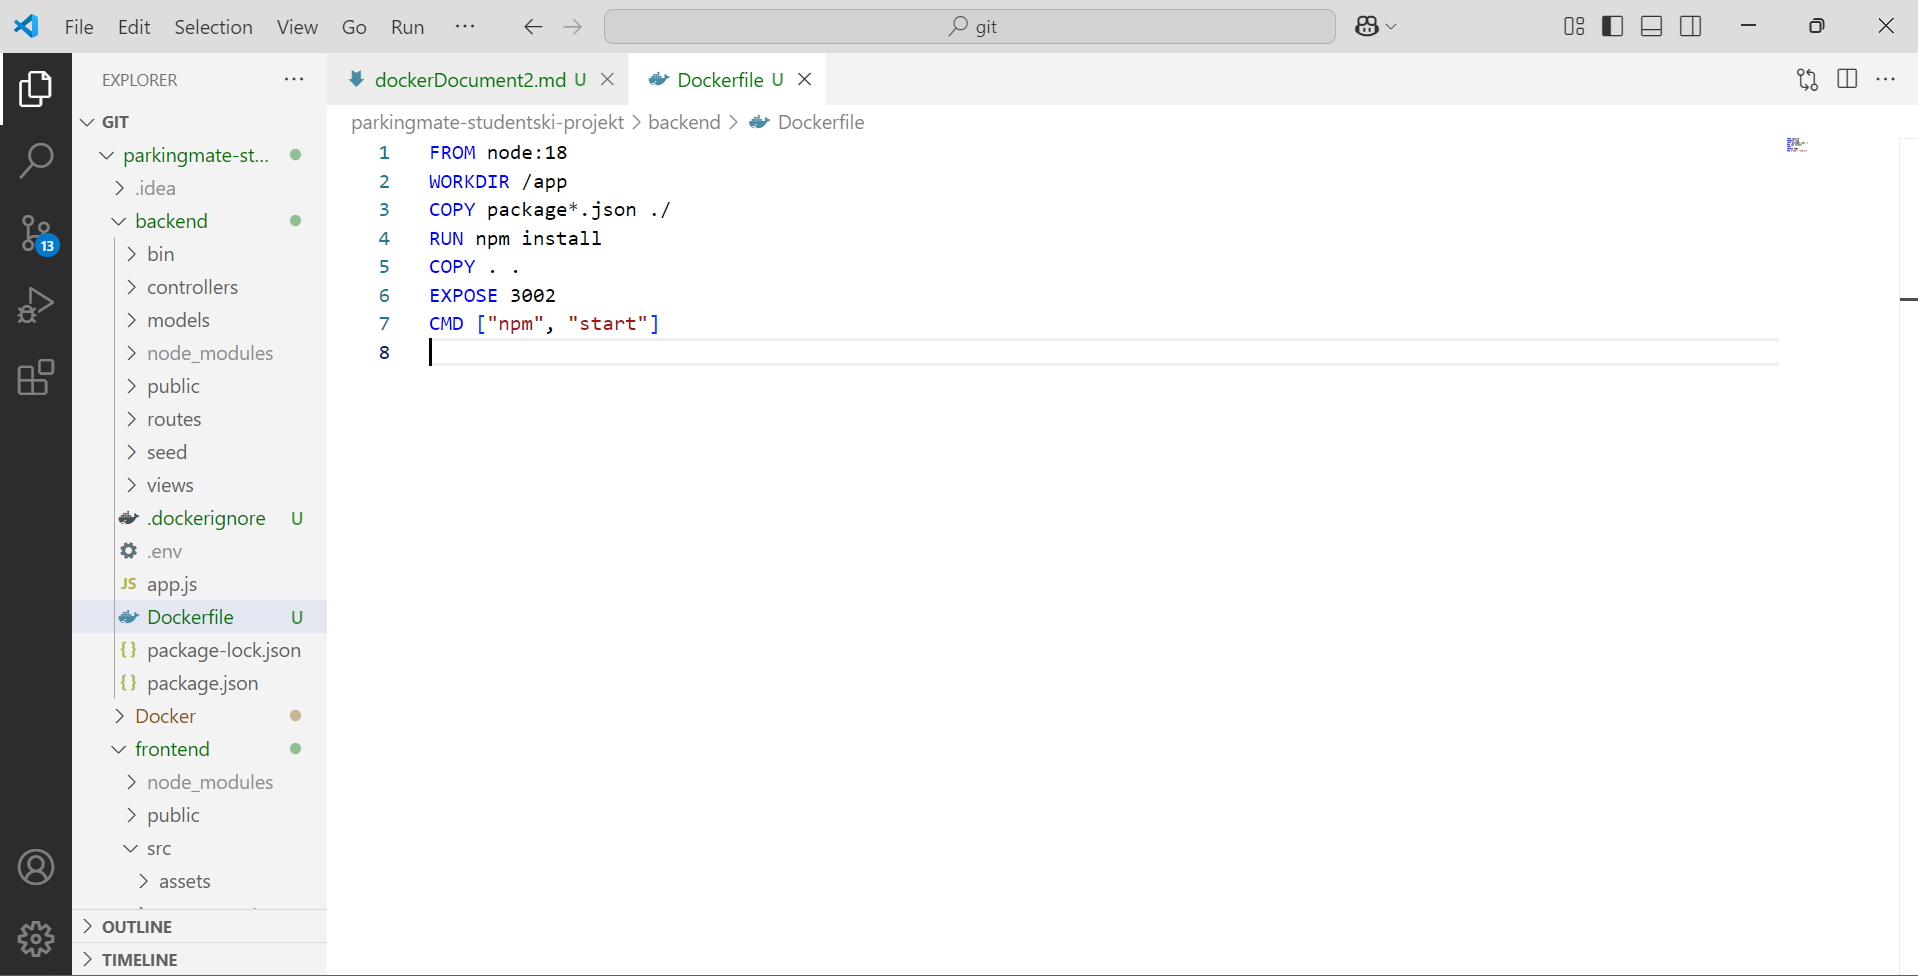 File Edit Selection View Go Run ··· git
EXPLORER ···
dockerDocument2.md U
Dockerfile U
GIT
parkingmate-st...
.idea
backend
bin
controllers
models
node_modules
public
routes
seed
views
.dockerignore U
.env
JS app.js
Dockerfile U
{} package-lock.json
{} package.json
Docker
frontend
node_modules
public
src
assets
OUTLINE
TIMELINE
13
parkingmate-studentski-projekt > backend > Dockerfile
1 FROM node:18
2 WORKDIR /app
3 COPY package*.json ./
4 RUN npm install
5 COPY . .
6 EXPOSE 3002
7 CMD ["npm", "start"]
8